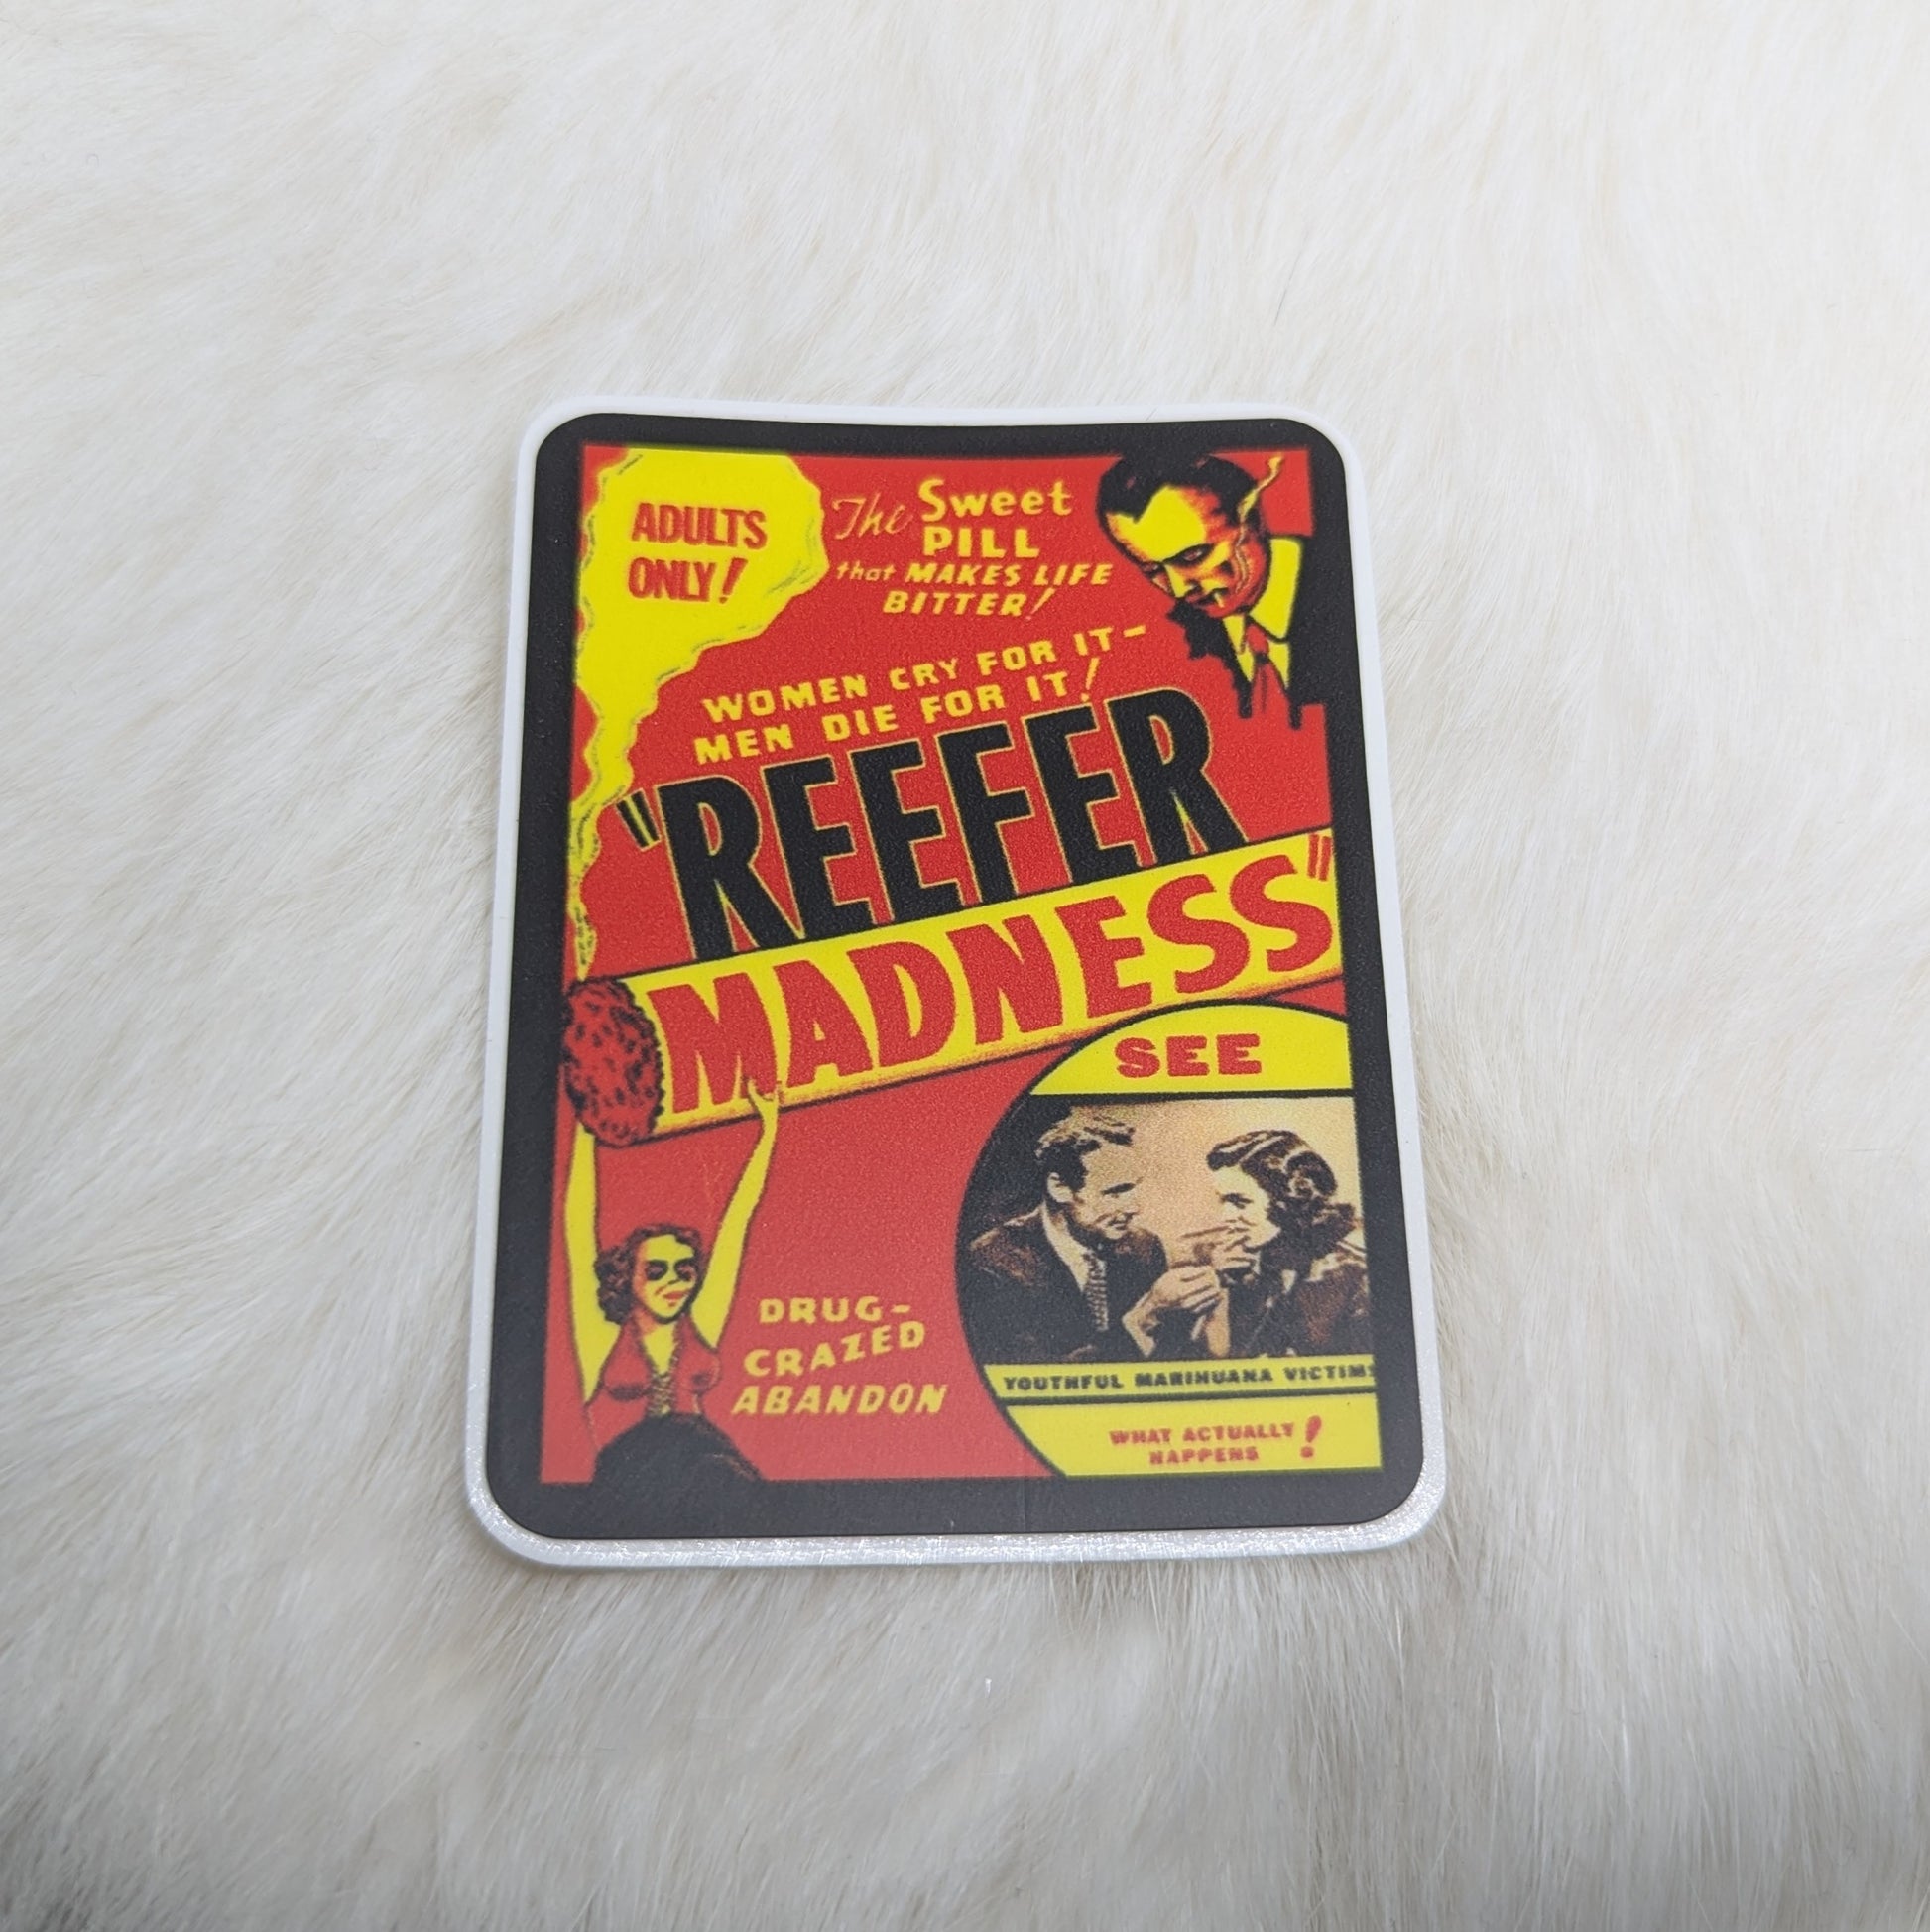 ADULTS
ONLY!
The Sweet
PILL
that MAKES LIFE
BITTER!
WOMEN CRY FOR IT-
MEN DIE FOR IT!
"REEFER
MADNESS"
SEE
DRUG-
CRAZED
ABANDON
YOUTHFUL MARIHUANA VICTIMS
WHAT ACTUALLY
HAPPENS!